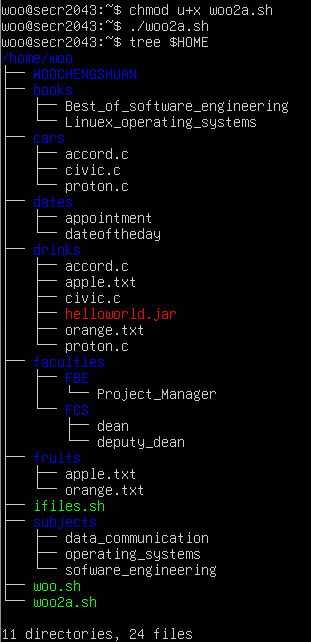 woo@secr2043:~$ chmod u+x woo2a.sh
woo@secr2043:~$ ./woo2a.sh
woo@secr2043:~$ tree $HOME
/home/woo
├── WOOCHENGSHUAN
├── books
│   ├── Best_of_software_engineering
│   └── Linuex_operating_systems
├── cars
│   ├── accord.c
│   ├── civic.c
│   └── proton.c
├── dates
│   ├── appointment
│   └── dateoftheday
├── drinks
│   ├── accord.c
│   ├── apple.txt
│   ├── civic.c
│   ├── helloworld.jar
│   ├── orange.txt
│   └── proton.c
├── faculties
│   ├── FBE
│   │   └── Project_Manager
│   └── FCS
│       ├── dean
│       └── deputy_dean
├── fruits
│   ├── apple.txt
│   └── orange.txt
├── ifiles.sh
├── subjects
│   ├── data_communication
│   ├── operating_systems
│   └── sofware_engineering
├── woo.sh
└── woo2a.sh
11 directories, 24 files